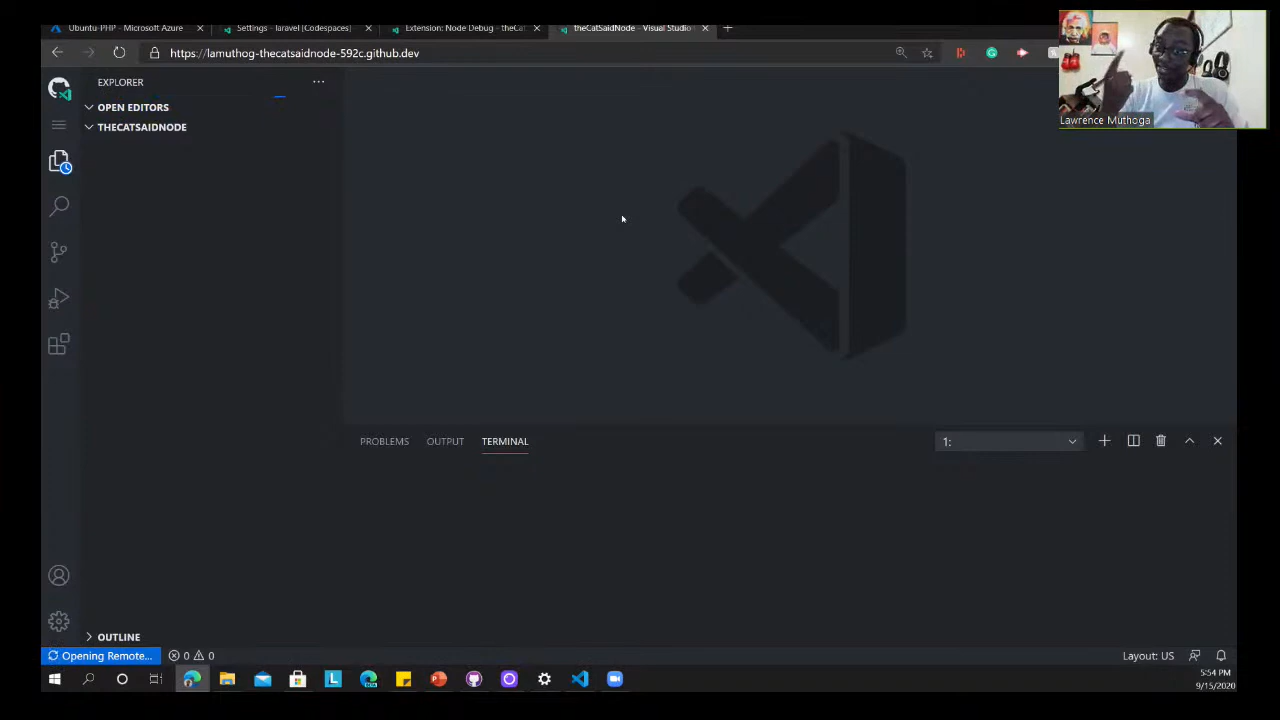 Ubuntu-PHP - Microsoft Azure
Settings - laravel [Codespaces]
Extension: Node Debug - theCat
theCatSaidNode - Visual Studio
https://lamuthog-thecatsaidnode-592c.github.dev
EXPLORER
OPEN EDITORS
THECATSAIDNODE
Lawrence Muthoga
PROBLEMS
OUTPUT
TERMINAL
1:
OUTLINE
Opening Remote...
0
0
Layout: US
5:54 PM
9/15/2020